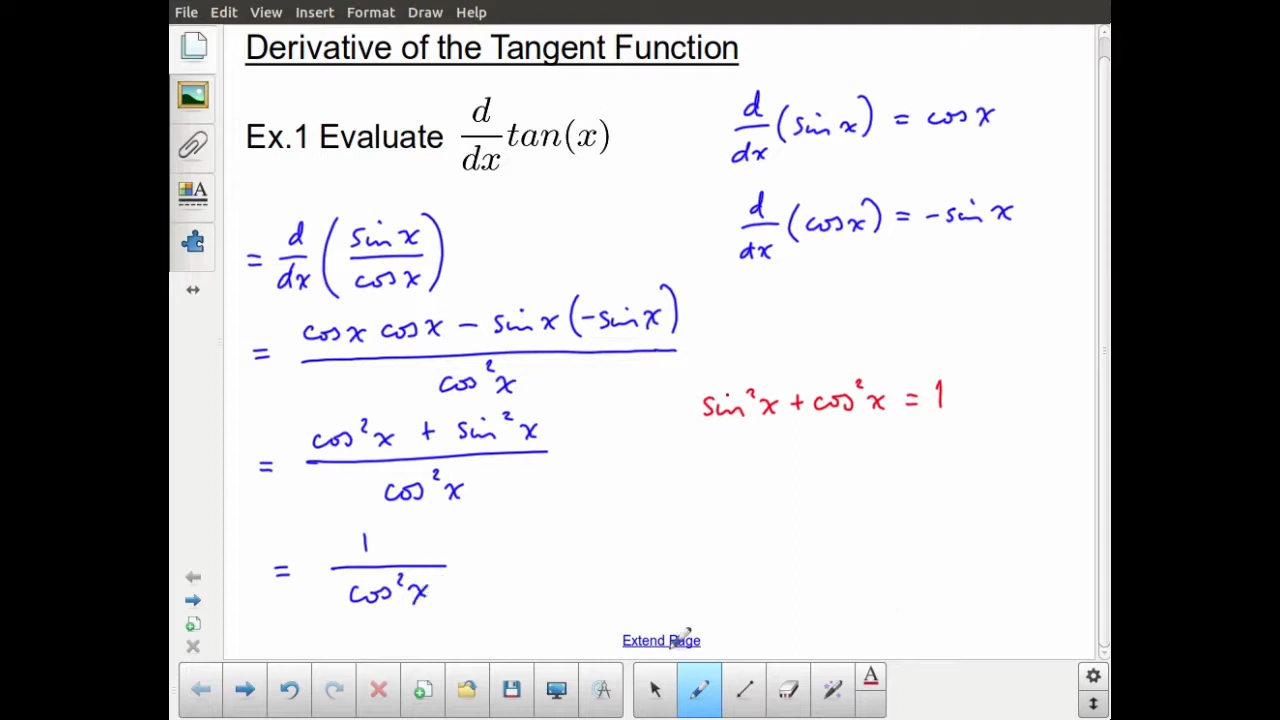 File Edit View Insert Format Draw Help
Derivative of the Tangent Function
Ex.1 Evaluate d/dx tan(x)
d/dx (sin x) = cos x
d/dx (cos x) = -sin x
= d/dx (sin x / cos x)
= (cos x cos x - sin x (-sin x)) / cos²x
sin²x + cos²x = 1
= (cos²x + sin²x) / cos²x
= 1 / cos²x
Extend Page